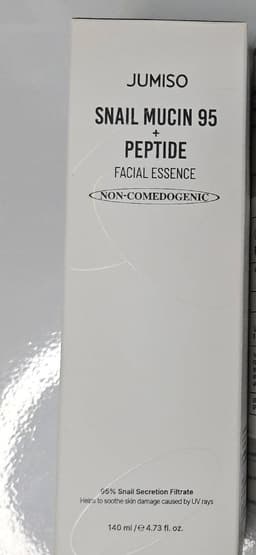 JUMISO
SNAIL MUCIN 95
+
PEPTIDE
FACIAL ESSENCE
NON-COMEDOGENIC
95% Snail Secretion Filtrate
Helps to soothe skin damage caused by UV rays
140 ml / ℮ 4.73 fl. oz.